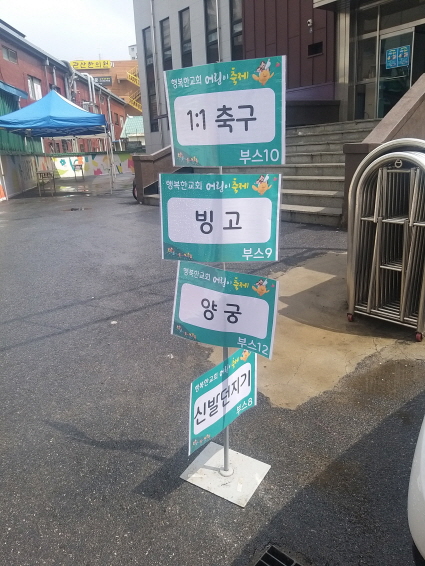 행복한교회 어린이축제
1:1 축구
부스10
행복한교회 어린이축제
빙고
부스9
행복한교회 어린이축제
양궁
부스12
행복한교회 어린이축제
신발던지기
부스8